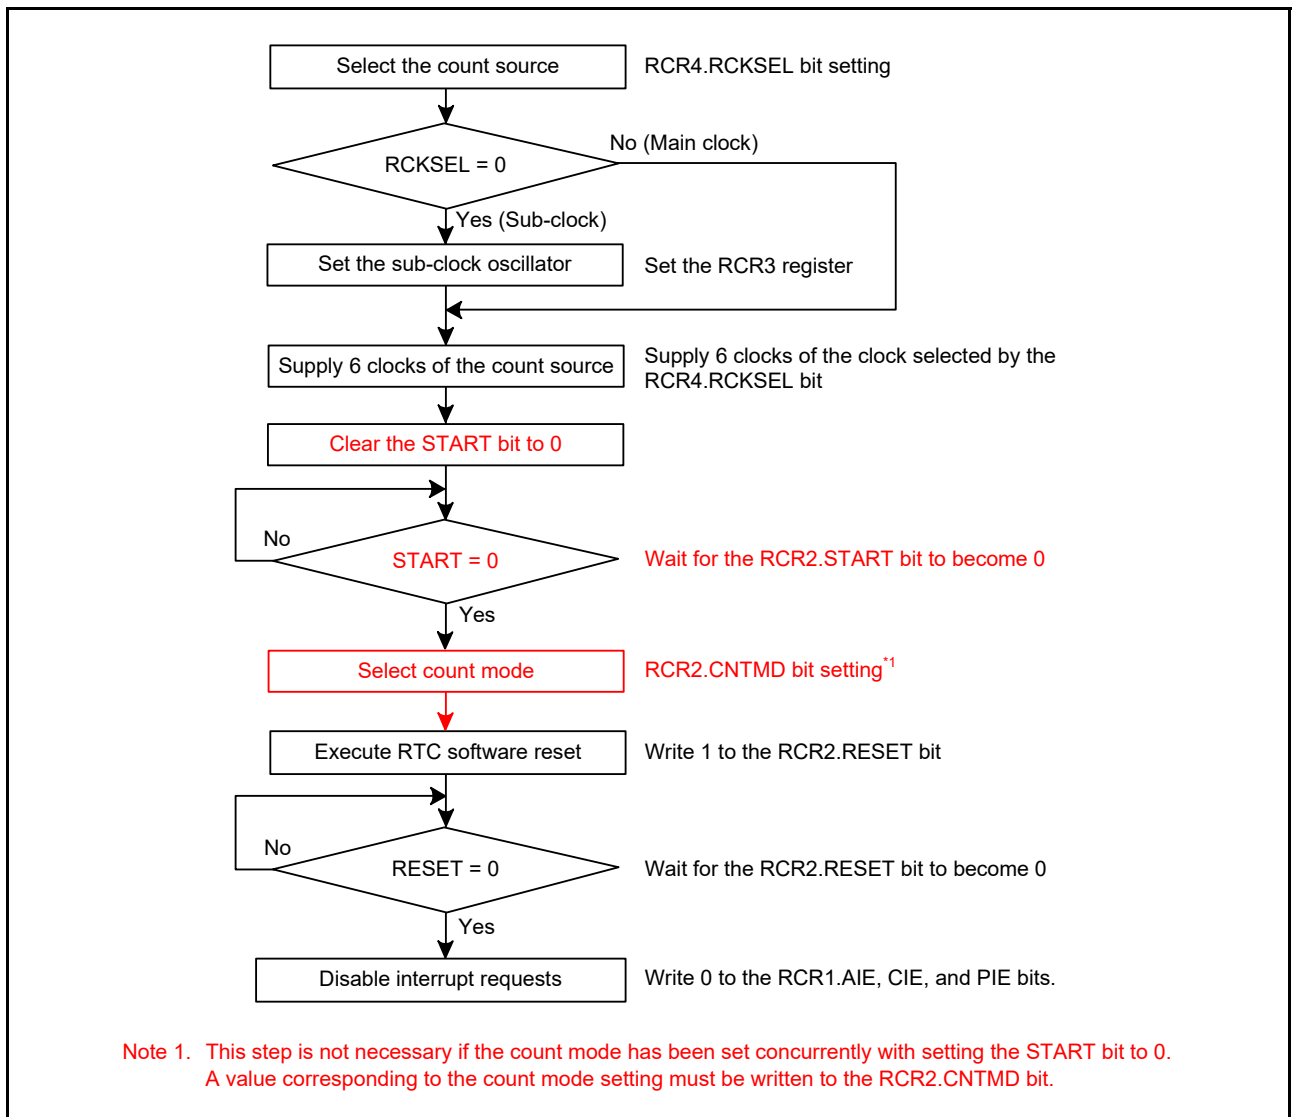 Select the count source
RCR4.RCKSEL bit setting
No (Main clock)
RCKSEL = 0
Yes (Sub-clock)
Set the sub-clock oscillator
Set the RCR3 register
Supply 6 clocks of the count source
Supply 6 clocks of the clock selected by the
RCR4.RCKSEL bit
Clear the START bit to 0
No
START = 0
Wait for the RCR2.START bit to become 0
Yes
Select count mode
RCR2.CNTMD bit setting*1
Execute RTC software reset
Write 1 to the RCR2.RESET bit
No
RESET = 0
Wait for the RCR2.RESET bit to become 0
Yes
Disable interrupt requests
Write 0 to the RCR1.AIE, CIE, and PIE bits.
Note 1. This step is not necessary if the count mode has been set concurrently with setting the START bit to 0.
A value corresponding to the count mode setting must be written to the RCR2.CNTMD bit.